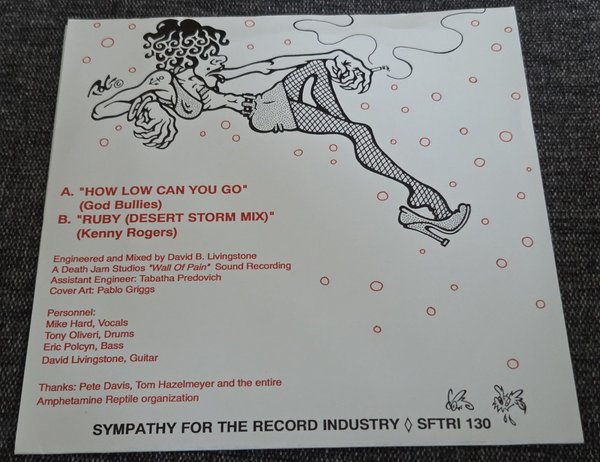 A. "HOW LOW CAN YOU GO"
(God Bullies)
B. "RUBY (DESERT STORM MIX)"
(Kenny Rogers)
Engineered and Mixed by David B. Livingstone
A Death Jam Studios "Wall Of Pain" Sound Recording
Assistant Engineer: Tabatha Predovich
Cover Art: Pablo Griggs
Personnel:
Mike Hard, Vocals
Tony Oliveri, Drums
Eric Polcyn, Bass
David Livingstone, Guitar
Thanks: Pete Davis, Tom Hazelmeyer and the entire
Amphetamine Reptile organization
SYMPATHY FOR THE RECORD INDUSTRY ◊ SFTRI 130